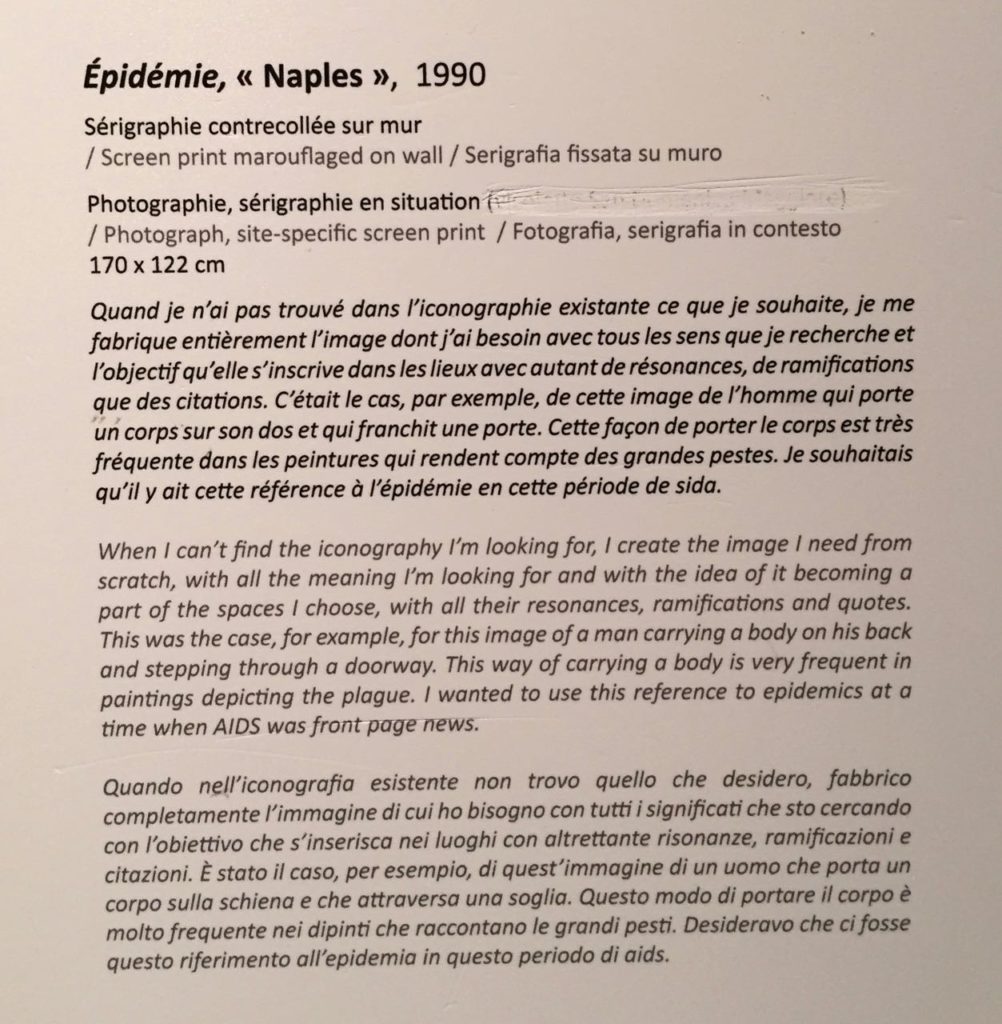 Épidémie, « Naples », 1990
Sérigraphie contrecollée sur mur
/ Screen print marouflaged on wall / Serigrafia fissata su muro
Photographie, sérigraphie en situation (
/ Photograph, site-specific screen print / Fotografia, serigrafia in contesto
170 x 122 cm
Quand je n’ai pas trouvé dans l’iconographie existante ce que je souhaite, je me
fabrique entièrement l’image dont j’ai besoin avec tous les sens que je recherche et
l’objectif qu’elle s’inscrive dans les lieux avec autant de résonances, de ramifications
que des citations. C’était le cas, par exemple, de cette image de l’homme qui porte
un corps sur son dos et qui franchit une porte. Cette façon de porter le corps est très
fréquente dans les peintures qui rendent compte des grandes pestes. Je souhaitais
qu’il y ait cette référence à l’épidémie en cette période de sida.
When I can’t find the iconography I’m looking for, I create the image I need from
scratch, with all the meaning I’m looking for and with the idea of it becoming a
part of the spaces I choose, with all their resonances, ramifications and quotes.
This was the case, for example, for this image of a man carrying a body on his back
and stepping through a doorway. This way of carrying a body is very frequent in
paintings depicting the plague. I wanted to use this reference to epidemics at a
time when AIDS was front page news.
Quando nell’iconografia esistente non trovo quello che desidero, fabbrico
completamente l’immagine di cui ho bisogno con tutti i significati che sto cercando
con l’obiettivo che s’inserisca nei luoghi con altrettante risonanze, ramificazioni e
citazioni. È stato il caso, per esempio, di quest’immagine di un uomo che porta un
corpo sulla schiena e che attraversa una soglia. Questo modo di portare il corpo è
molto frequente nei dipinti che raccontano le grandi pesti. Desideravo che ci fosse
questo riferimento all’epidemia in questo periodo di aids.